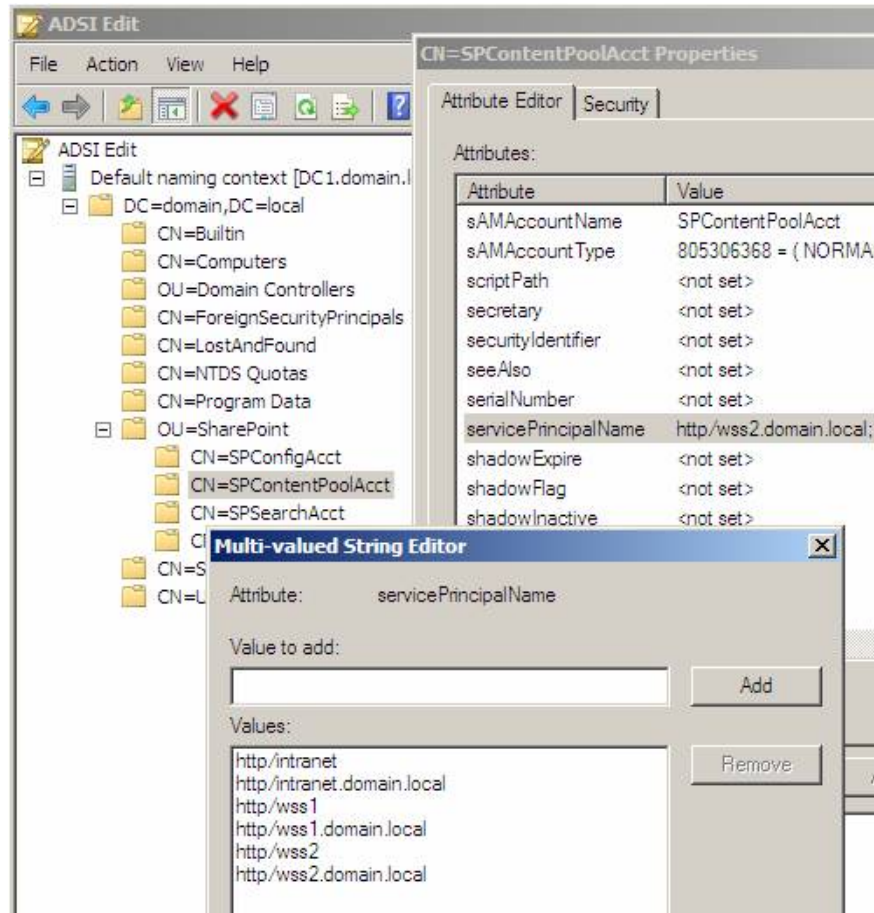 ADSI Edit
File Action View Help
ADSI Edit
Default naming context [DC1.domain.l
DC=domain,DC=local
CN=Builtin
CN=Computers
OU=Domain Controllers
CN=ForeignSecurityPrincipals
CN=LostAndFound
CN=NTDS Quotas
CN=Program Data
OU=SharePoint
CN=SPConfigAcct
CN=SPContentPoolAcct
CN=SPSearchAcct
CN=S
CN=U
CN=SPContentPoolAcct Properties
Attribute Editor Security
Attributes:
Attribute Value
sAMAccountName SPContentPoolAcct
sAMAccountType 805306368 = ( NORMA
scriptPath <not set>
secretary <not set>
securityIdentifier <not set>
seeAlso <not set>
serialNumber <not set>
servicePrincipalName http/wss2.domain.local;
shadowExpire <not set>
shadowFlag <not set>
shadowInactive <not set>
Multi-valued String Editor
Attribute: servicePrincipalName
Value to add:
Add
Values:
Remove
http/intranet
http/intranet.domain.local
http/wss1
http/wss1.domain.local
http/wss2
http/wss2.domain.local